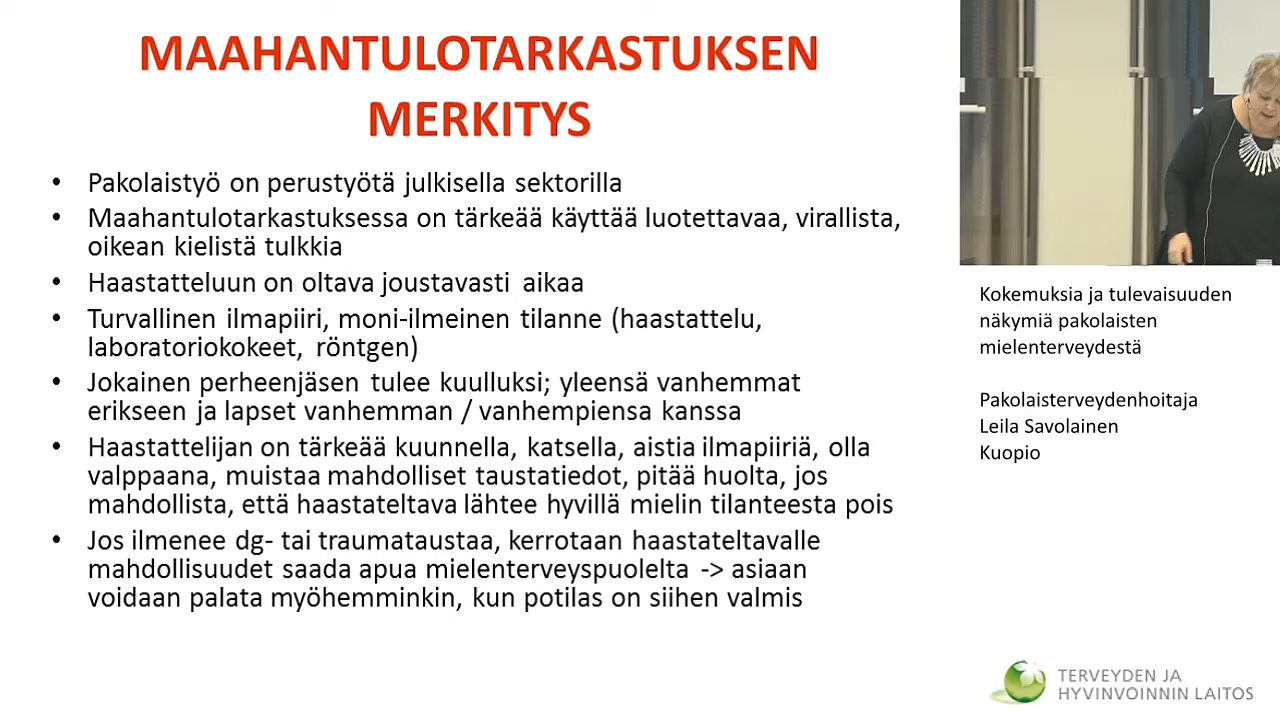 MAAHANTULOTARKASTUKSEN
MERKITYS
• Pakolaistyö on perustyötä julkisella sektorilla
• Maahantulotarkastuksessa on tärkeää käyttää luotettavaa, virallista,
oikean kielistä tulkkia
• Haastatteluun on oltava joustavasti aikaa
• Turvallinen ilmapiiri, moni-ilmeinen tilanne (haastattelu,
laboratoriokokeet, röntgen)
• Jokainen perheenjäsen tulee kuulluksi; yleensä vanhemmat
erikseen ja lapset vanhemman / vanhempiensa kanssa
• Haastattelijan on tärkeää kuunnella, katsella, aistia ilmapiiriä, olla
valppaana, muistaa mahdolliset taustatiedot, pitää huolta, jos
mahdollista, että haastateltava lähtee hyvillä mielin tilanteesta pois
• Jos ilmenee dg- tai traumataustaa, kerrotaan haastateltavalle
mahdollisuudet saada apua mielenterveyspuolelta -> asiaan
voidaan palata myöhemminkin, kun potilas on siihen valmis
Kokemuksia ja tulevaisuuden
näkymiä pakolaisten
mielenterveydestä
Pakolaisterveydenhoitaja
Leila Savolainen
Kuopio
TERVEYDEN JA
HYVINVOINNIN LAITOS